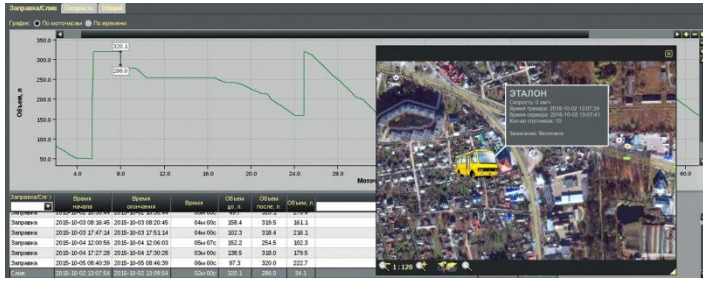 Заправка/Слив Скорость Общий
График: По моточасам По времени
350.0
300.0
250.0
200.0
150.0
100.0
50.0
Объем, л
320.1
286.0
4.0 8.0 12.0 16.0 20.0 24.0 28.0 60.0
Моточ
ЭТАЛОН
Скорость: 0 км/ч
Время трекера: 2016-10-02 13:07:24
Время сервера: 2016-10-02 13:07:41
Кол-во спутников: 10
Зажигание: Включено
1:120
Заправка/Сл Время начала Время окончания Время Объем до, л. Объем после, л. Объем, л.
Заправка 2015-10-03 08:16:45 2015-10-03 08:20:45 04м 00с 158.4 319.5 161.1
Заправка 2015-10-03 17:47:14 2015-10-03 17:51:14 04м 00с 102.3 318.4 216.1
Заправка 2015-10-04 12:00:56 2015-10-04 12:06:03 05м 07с 152.2 254.5 102.3
Заправка 2015-10-04 17:27:28 2015-10-04 17:30:28 03м 00с 138.5 318.0 179.5
Заправка 2015-10-05 08:40:39 2015-10-05 08:46:39 06м 00с 97.3 320.0 222.7
Слив 2015-10-02 13:07:54 2015-10-02 13:09:54 02м 00с 320.1 286.0 34.1